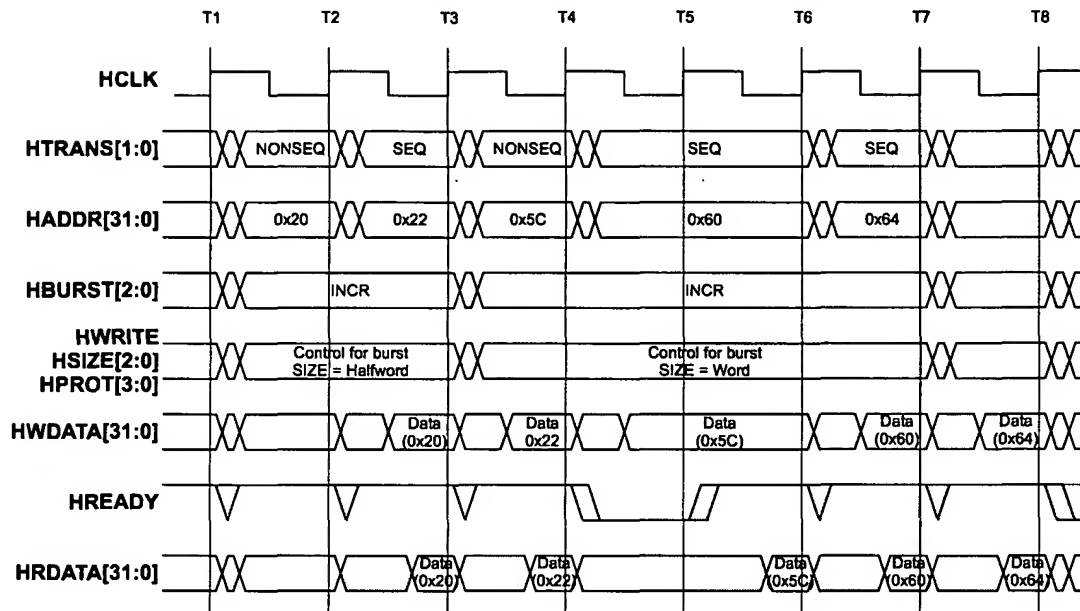 T1 T2 T3 T4 T5 T6 T7 T8
HCLK
HTRANS[1:0] NONSEQ SEQ NONSEQ SEQ SEQ
HADDR[31:0] 0x20 0x22 0x5C 0x60 0x64
HBURST[2:0] INCR INCR
HWRITE
HSIZE[2:0]
HPROT[3:0]
Control for burst
SIZE = Halfword
Control for burst
SIZE = Word
HWDATA[31:0]
Data
(0x20)
Data
0x22
Data
(0x5C)
Data
(0x60)
Data
(0x64)
HREADY
HRDATA[31:0]
Data
(0x20)
Data
(0x22)
Data
(0x5C)
Data
(0x60)
Data
(0x64)